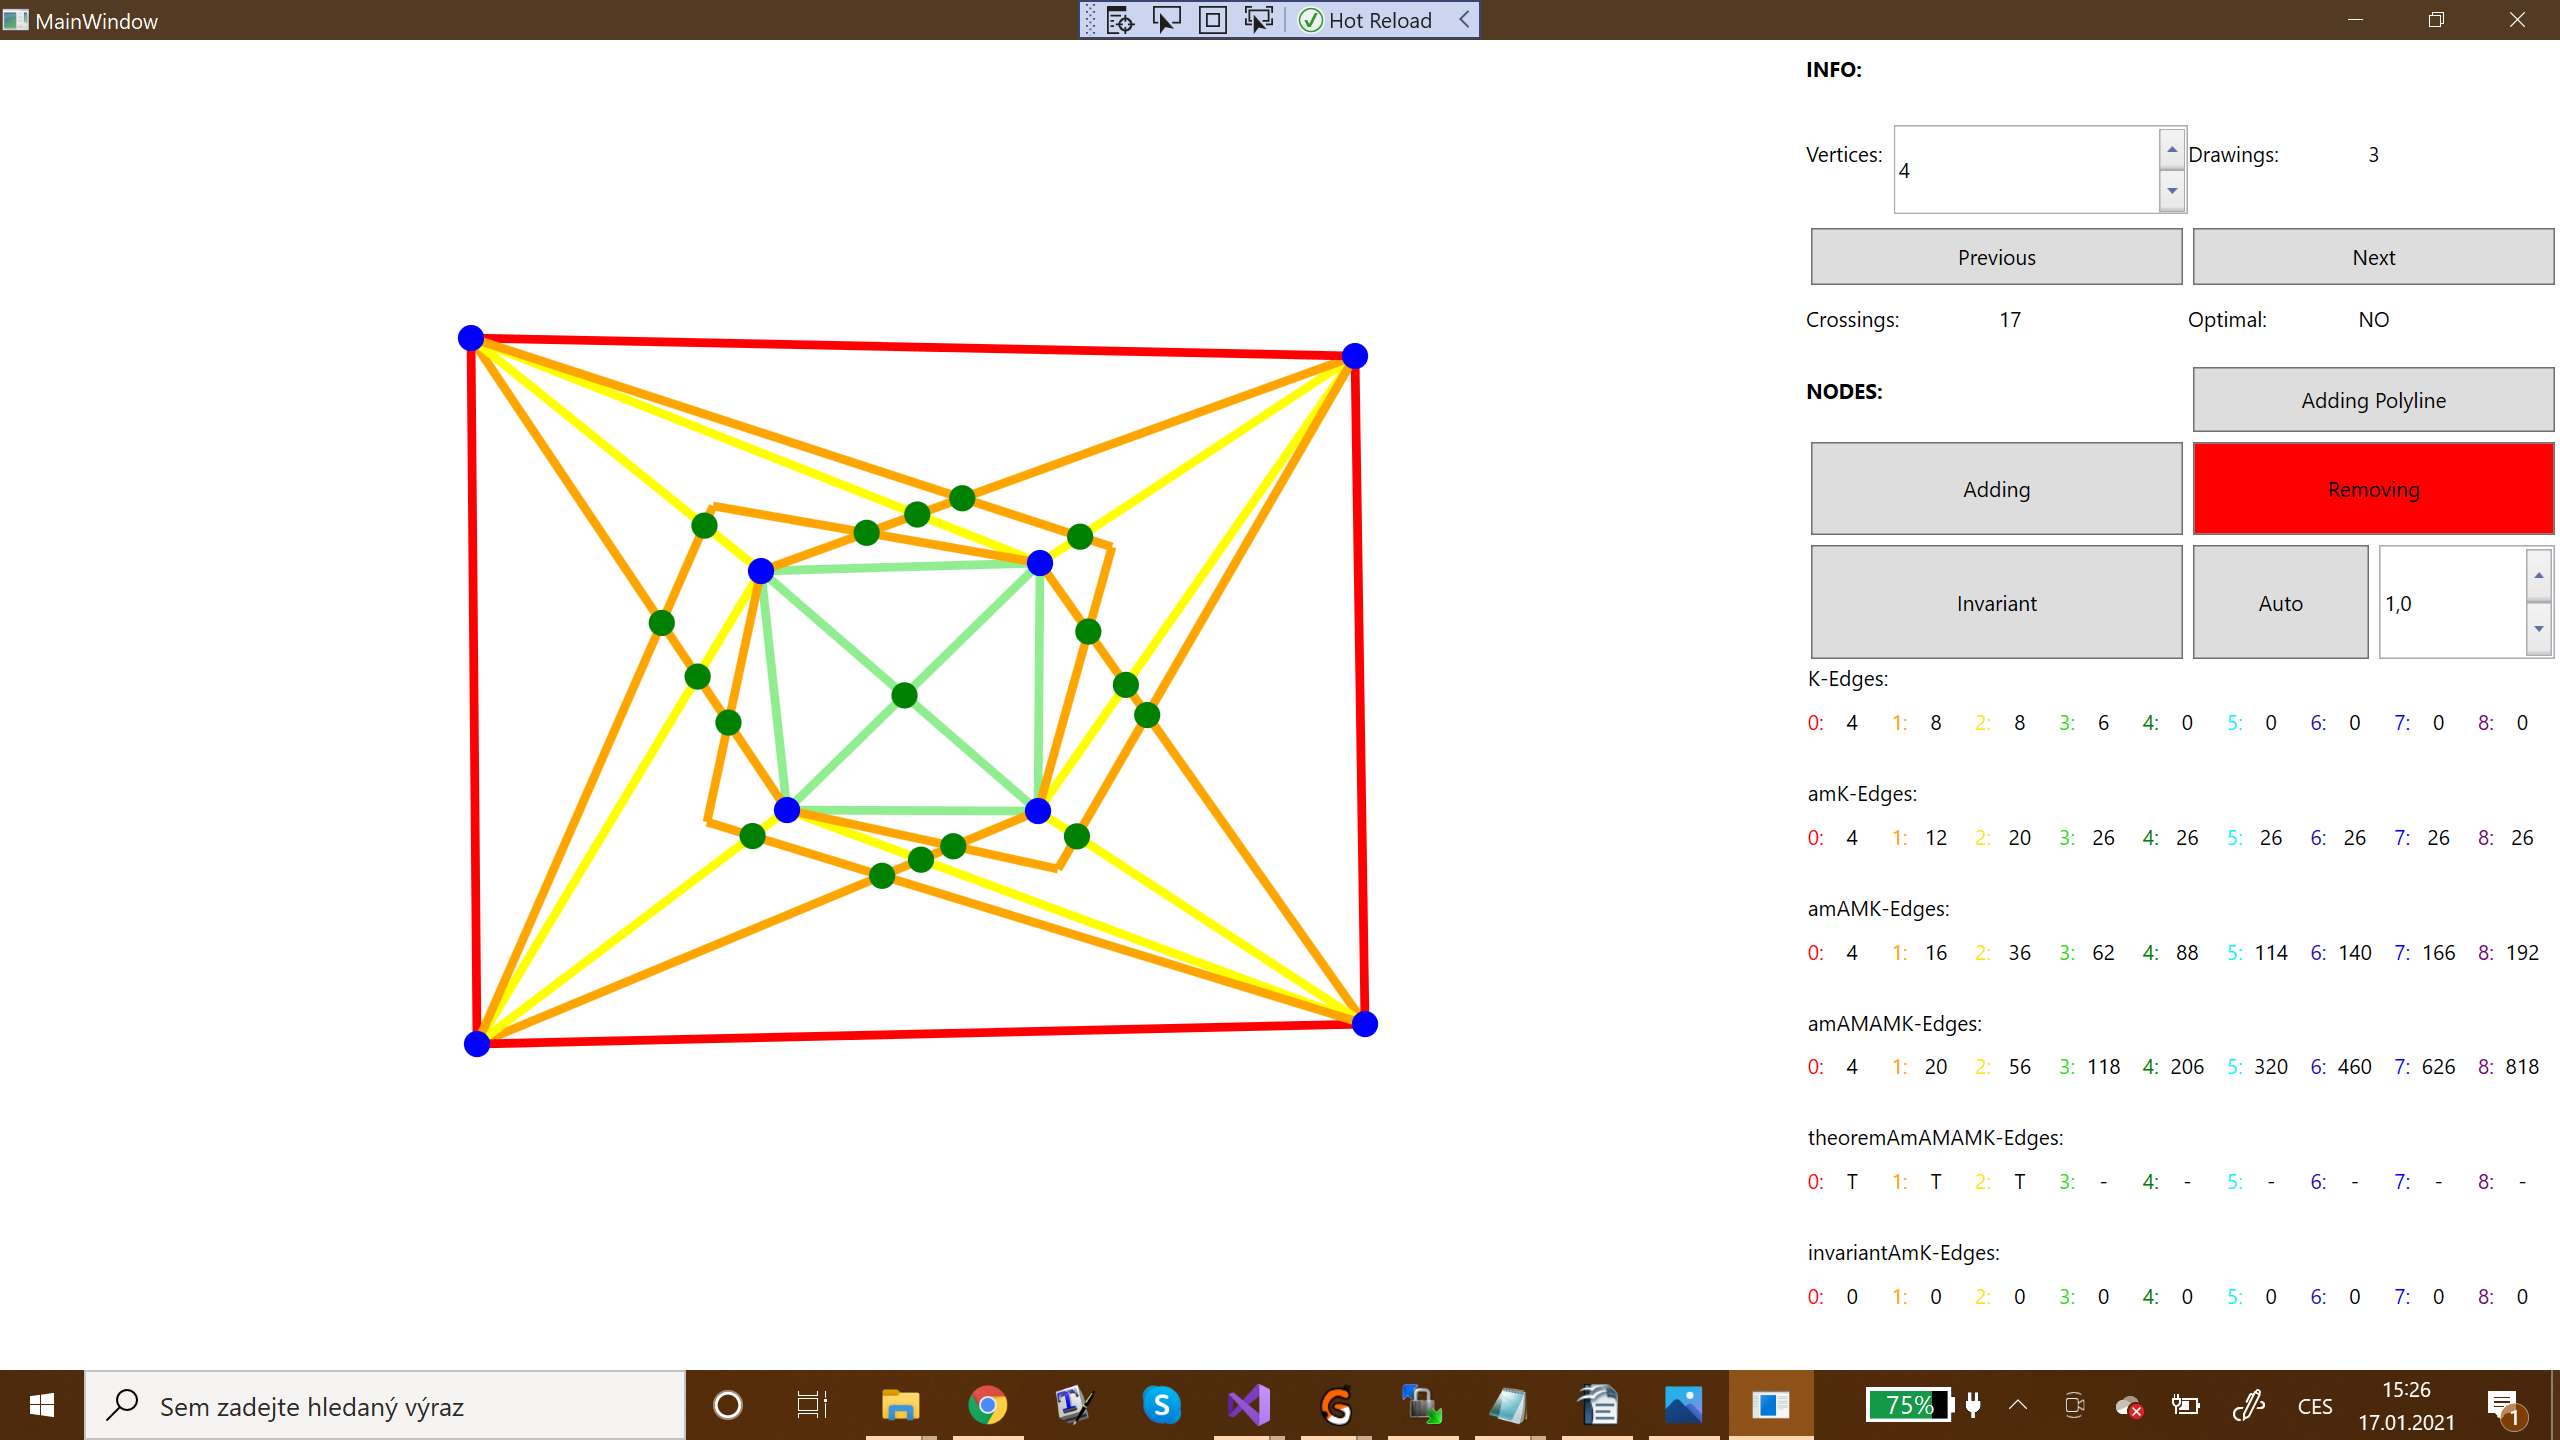 MainWindow
Hot Reload
INFO:
Vertices: 4 Drawings: 3
Previous Next
Crossings: 17 Optimal: NO
NODES: Adding Polyline
Adding Removing
Invariant Auto 1,0
K-Edges:
0: 4 1: 8 2: 8 3: 6 4: 0 5: 0 6: 0 7: 0 8: 0
amK-Edges:
0: 4 1: 12 2: 20 3: 26 4: 26 5: 26 6: 26 7: 26 8: 26
amAMK-Edges:
0: 4 1: 16 2: 36 3: 62 4: 88 5: 114 6: 140 7: 166 8: 192
amAMAMK-Edges:
0: 4 1: 20 2: 56 3: 118 4: 206 5: 320 6: 460 7: 626 8: 818
theoremAmAMAMK-Edges:
0: T 1: T 2: T 3: - 4: - 5: - 6: - 7: - 8: -
invariantAmK-Edges:
0: 0 1: 0 2: 0 3: 0 4: 0 5: 0 6: 0 7: 0 8: 0
Sem zadejte hledaný výraz
75% CES 15:26
17.01.2021
1